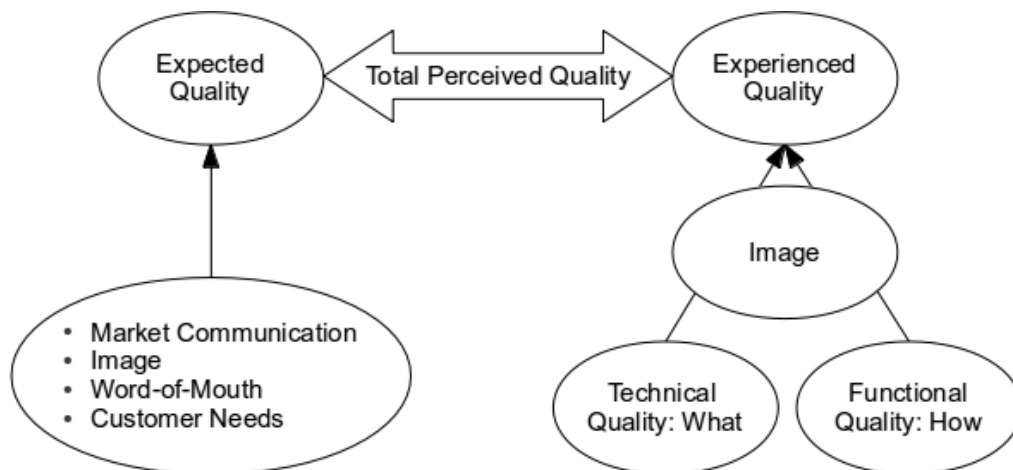 Expected
Quality
Total Perceived Quality
Experienced
Quality
Image
• Market Communication
• Image
• Word-of-Mouth
• Customer Needs
Technical
Quality: What
Functional
Quality: How